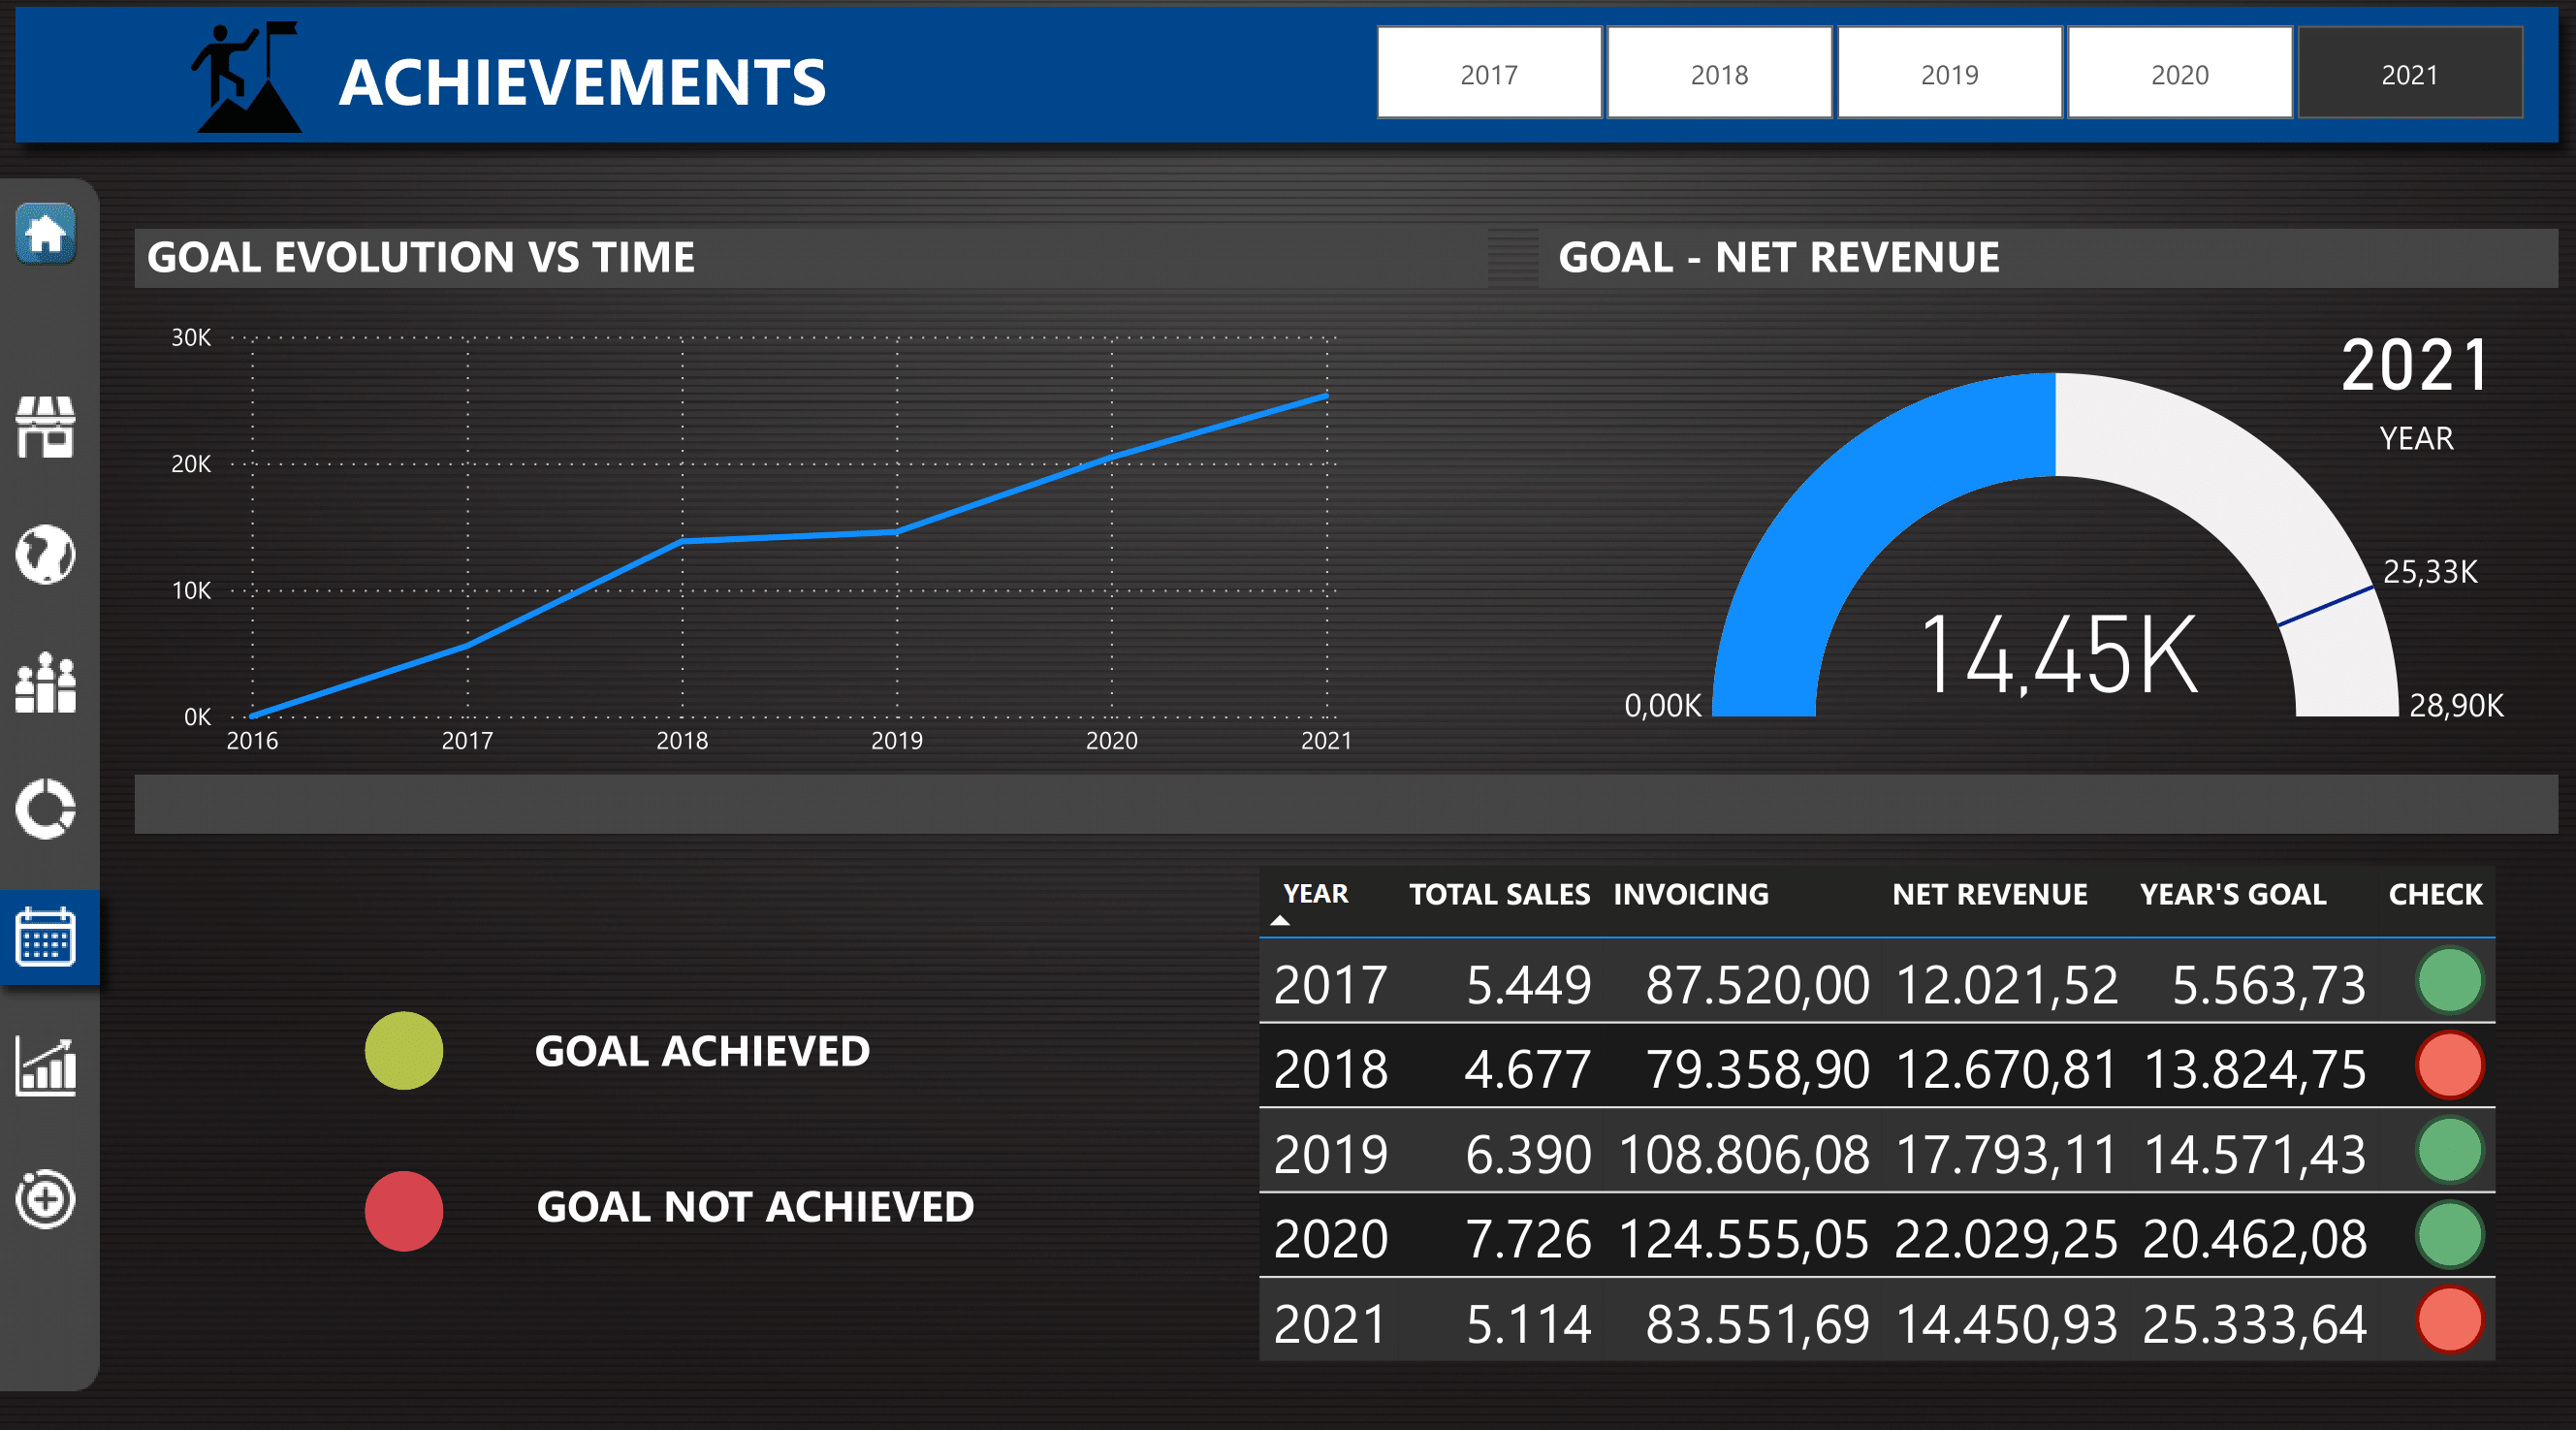 ACHIEVEMENTS
2017 2018 2019 2020 2021
GOAL EVOLUTION VS TIME
30K
20K
10K
0K
2016 2017 2018 2019 2020 2021
GOAL - NET REVENUE
2021
YEAR
25,33K
14,45K
0,00K
28,90K
GOAL ACHIEVED
GOAL NOT ACHIEVED
YEAR TOTAL SALES INVOICING NET REVENUE YEAR'S GOAL CHECK
2017 5.449 87.520,00 12.021,52 5.563,73
2018 4.677 79.358,90 12.670,81 13.824,75
2019 6.390 108.806,08 17.793,11 14.571,43
2020 7.726 124.555,05 22.029,25 20.462,08
2021 5.114 83.551,69 14.450,93 25.333,64